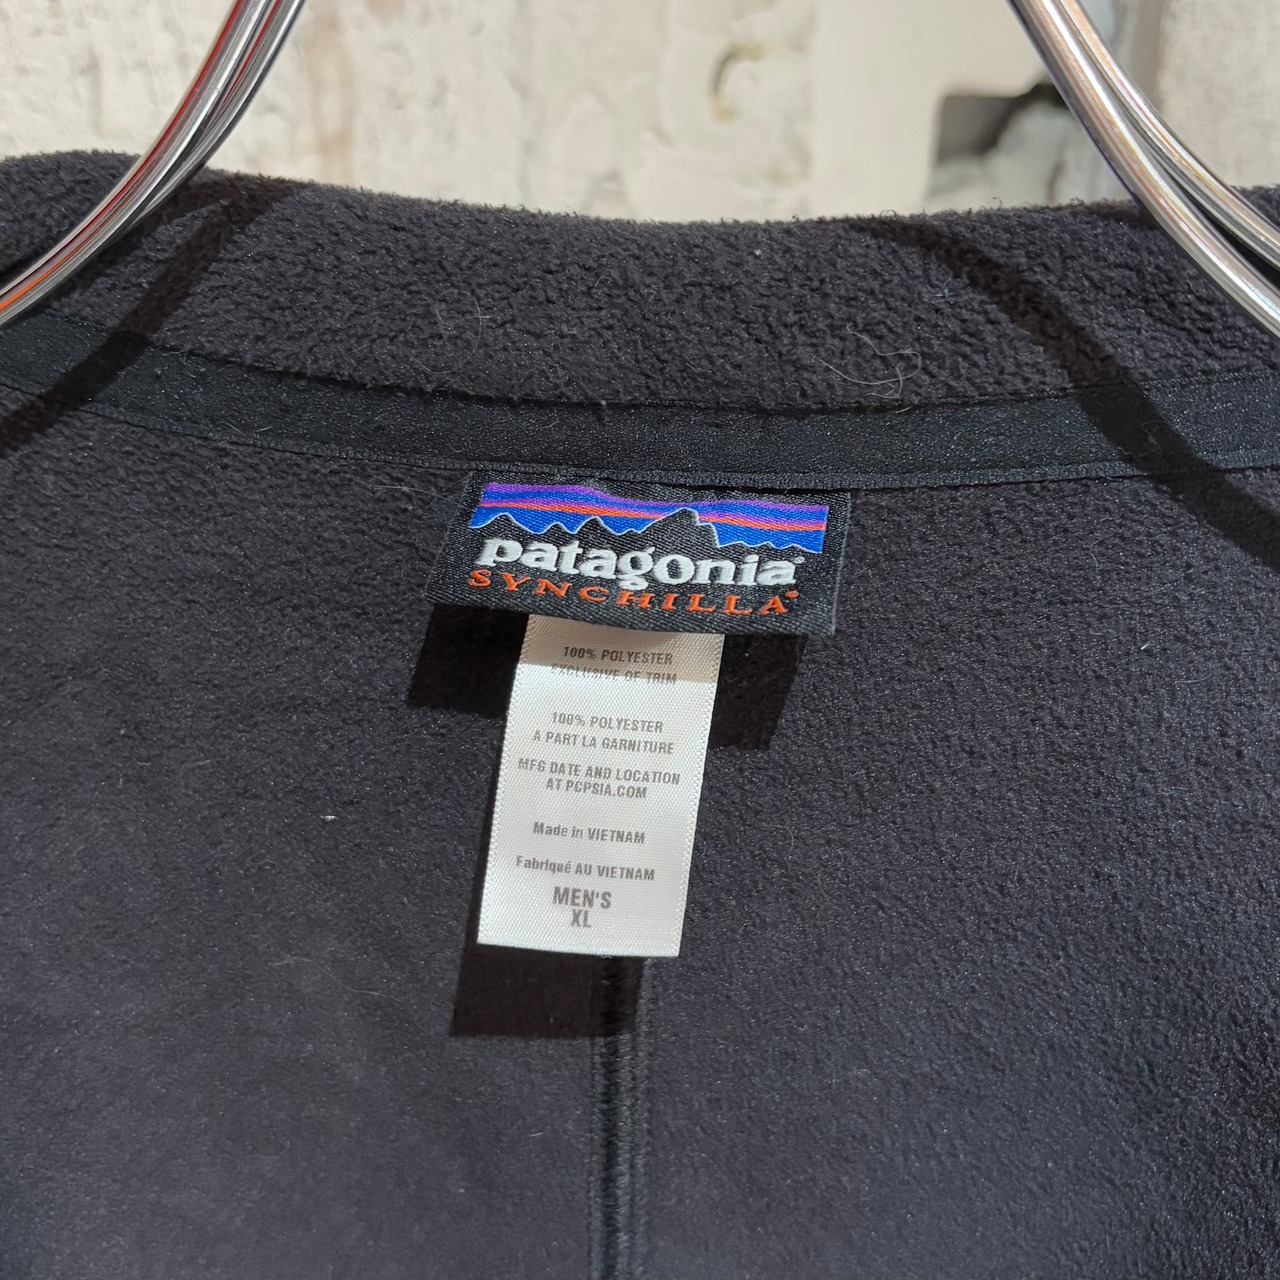 patagonia®
SYNCHILLA®
100% POLYESTER
EXCLUSIVE OF TRIM
100% POLYESTER
A PART LA GARNITURE
MFG DATE AND LOCATION
AT PCPSIA.COM
Made in VIETNAM
Fabriqué AU VIETNAM
MEN'S
XL